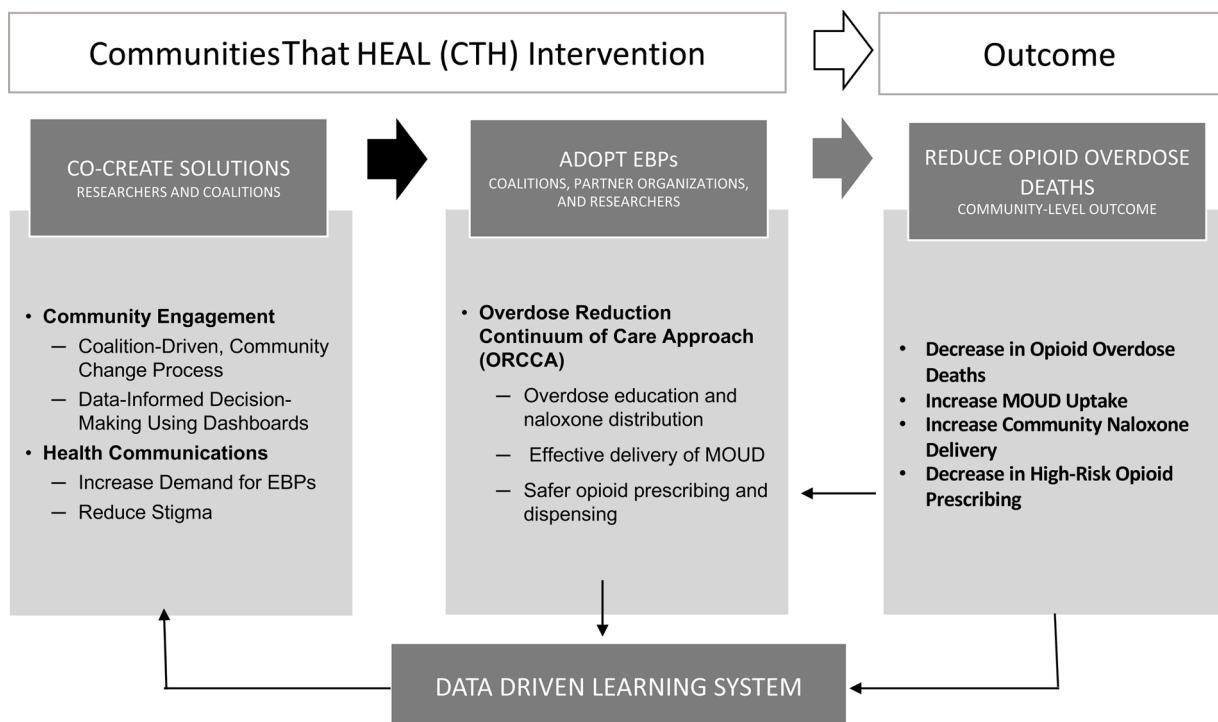 CommunitiesThat HEAL (CTH) Intervention
Outcome
CO-CREATE SOLUTIONS
RESEARCHERS AND COALITIONS
• Community Engagement
— Coalition-Driven, Community
Change Process
— Data-Informed Decision-
Making Using Dashboards
• Health Communications
— Increase Demand for EBPs
— Reduce Stigma
ADOPT EBPs
COALITIONS, PARTNER ORGANIZATIONS,
AND RESEARCHERS
• Overdose Reduction
Continuum of Care Approach
(ORCCA)
— Overdose education and
naloxone distribution
— Effective delivery of MOUD
— Safer opioid prescribing and
dispensing
REDUCE OPIOID OVERDOSE
DEATHS
COMMUNITY-LEVEL OUTCOME
• Decrease in Opioid Overdose
Deaths
• Increase MOUD Uptake
• Increase Community Naloxone
Delivery
• Decrease in High-Risk Opioid
Prescribing
DATA DRIVEN LEARNING SYSTEM